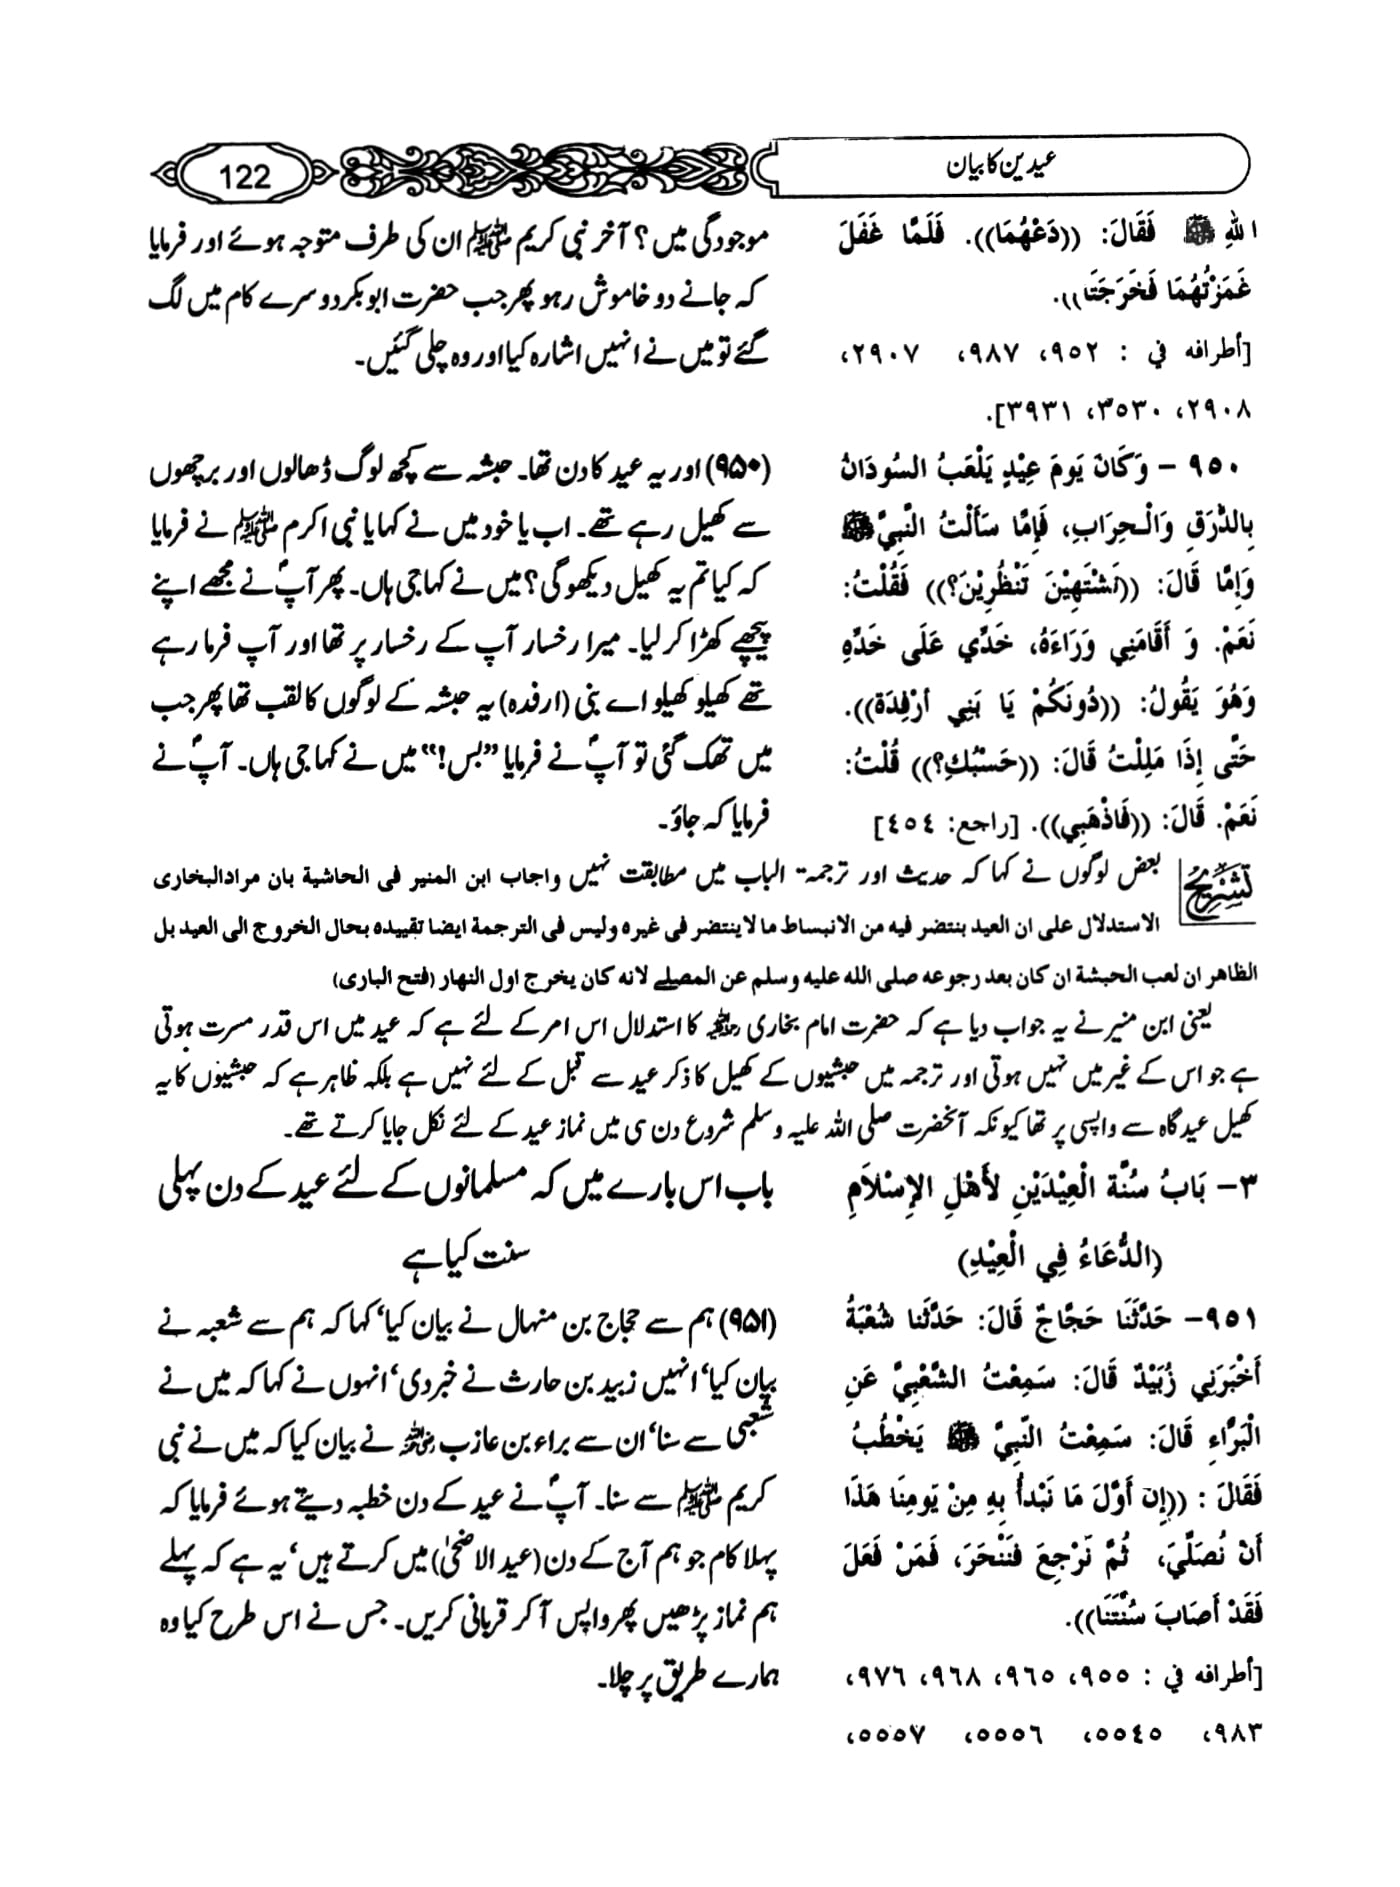 عیدین کا بیان
122
اللهِ ﷺ فَقَالَ: ((دَعْهُمَا)). فَلَمَّا غَفَلَ
غَمَزْتُهُمَا فَخَرَجَتَا)).
[أطرافه في : ٩٥٢، ٩٨٧، ٢٩٠٧،
٢٩٠٨، ٣٥٣٠، ٣٩٣١].
موجودگی میں؟ آخر نبی کریم ﷺ ان کی طرف متوجہ ہوئے اور فرمایا
کہ جانے دو خاموش رہو پھر جب حضرت ابوبکر دوسرے کام میں لگ
گئے تو میں نے انہیں اشارہ کیا اور وہ چلی گئیں۔
٩٥٠ - وَكَانَ يَومَ عِيْدٍ يَلْعَبُ السُودَانُ
بِالدَّرَقِ وَالْحِرَابِ، فَإِمَّا سَأَلْتُ النَّبِيَّ ﷺ
وَإِمَّا قَالَ: ((تَشْتَهِيْنَ تَنْظُرِيْنَ؟)) فَقُلْتُ:
نَعَمْ. وَ أَقَامَنِي وَرَاءَهُ، خَدِّي عَلَى خَدِّهِ
وَهُوَ يَقُولُ: ((دُونَكُمْ يَا بَنِي أرْفِدَةَ)).
حَتَّى إِذَا مَلِلْتُ قَالَ: ((حَسْبُكِ؟)) قُلْتُ:
نَعَمْ. قَالَ: ((فَاذْهَبِي)). [راجع: ٤٥٤]
(۹۵۰) اور یہ عید کا دن تھا۔ حبشہ سے کچھ لوگ ڈھالوں اور برچھوں
سے کھیل رہے تھے۔ اب یا خود میں نے کہا یا نبی اکرم ﷺ نے فرمایا
کہ کیا تم یہ کھیل دیکھو گی؟ میں نے کہا جی ہاں۔ پھر آپؐ نے مجھے اپنے
پیچھے کھڑا کر لیا۔ میرا رخسار آپ کے رخسار پر تھا اور آپ فرما رہے
تھے کھیلو کھیلو اے بنی (ارفدہ) یہ حبشہ کے لوگوں کا لقب تھا پھر جب
میں تھک گئی تو آپؐ نے فرمایا ”بس!“ میں نے کہا جی ہاں۔ آپؐ نے
فرمایا کہ جاؤ۔
تشریح
بعض لوگوں نے کہا کہ حدیث اور ترجمۃ الباب میں مطابقت نہیں واجاب ابن المنیر فی الحاشیة بان مرادالبخاری
الاستدلال علی ان العید ینتضر فیه من الانبساط ما لاینتضر فی غیره ولیس فی الترجمة ایضا تقییده بحال الخروج الی العید بل
الظاهر ان لعب الحبشة ان کان بعد رجوعه صلی الله علیه وسلم عن المصلے لانه کان یخرج اول النهار (فتح الباری)
یعنی ابن منیر نے یہ جواب دیا ہے کہ حضرت امام بخاری رحمہ اللہ کا استدلال اس امر کے لئے ہے کہ عید میں اس قدر مسرت ہوتی
ہے جو اس کے غیر میں نہیں ہوتی اور ترجمہ میں حبشیوں کے کھیل کا ذکر عید سے قبل کے لئے نہیں ہے بلکہ ظاہر ہے کہ حبشیوں کا یہ
کھیل عیدگاہ سے واپسی پر تھا کیونکہ آنحضرت صلی اللہ علیہ وسلم شروع دن ہی میں نماز عید کے لئے نکل جایا کرتے تھے۔
٣- بَابُ سُنَّة الْعِيْدَيْنِ لأَهْلِ الإِسْلاَمِ
(الدُّعَاءُ فِي الْعِيْدِ)
باب اس بارے میں کہ مسلمانوں کے لئے عید کے دن پہلی
سنت کیا ہے
٩٥١- حَدَّثَنَا حَجَّاجٌ قَالَ: حَدَّثَنَا شُعْبَةُ
أَخْبَرَنِي زُبَيْدٌ قَالَ: سَمِعْتُ الشَّعْبِيَّ عَنِ
الْبَرَّاءِ قَالَ: سَمِعْتُ النَّبِيَّ ﷺ يَخْطُبُ
فَقَالَ : ((إِن أَوَّلَ مَا نَبْدأُ بِهِ مِنْ يَومِنَا هَذَا
أَنْ نُصَلِّيَ، ثُمَّ نَرْجِعَ فَنَنْحَرَ، فَمَنْ فَعَلَ
فَقَدْ أَصَابَ سُنَّتَنَا)).
[أطرافه في : ٩٥٥، ٩٦٥، ٩٦٨، ٩٧٦،
٩٨٣، ٥٥٤٥، ٥٥٥٦، ٥٥٥٧،
(۹۵۱) ہم سے حجاج بن منہال نے بیان کیا‘ کہا کہ ہم سے شعبہ نے
بیان کیا‘ انہیں زبید بن حارث نے خبر دی‘ انہوں نے کہا کہ میں نے
شعبی سے سنا‘ ان سے براء بن عازب رضی اللہ عنہ نے بیان کیا کہ میں نے نبی
کریم ﷺ سے سنا۔ آپؐ نے عید کے دن خطبہ دیتے ہوئے فرمایا کہ
پہلا کام جو ہم آج کے دن (عید الاضحیٰ) میں کرتے ہیں‘ یہ ہے کہ پہلے
ہم نماز پڑھیں پھر واپس آ کر قربانی کریں۔ جس نے اس طرح کیا وہ
ہمارے طریق پر چلا۔